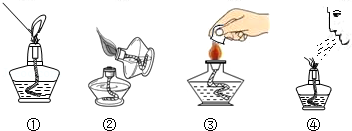 ① ② ③ ④